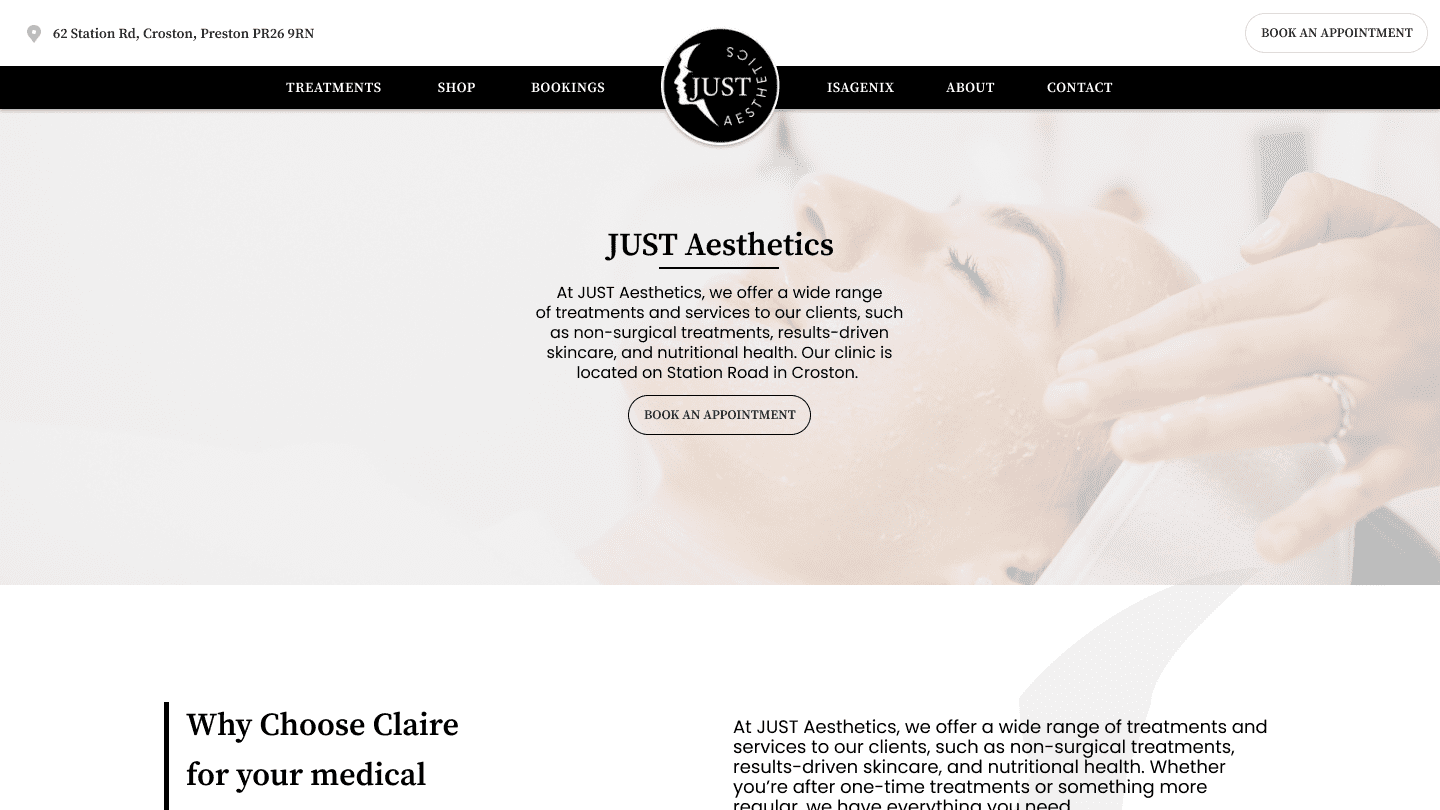 62 Station Rd, Croston, Preston PR26 9RN
BOOK AN APPOINTMENT
TREATMENTS
SHOP
BOOKINGS
JUST
AESTHETICS
ISAGENIX
ABOUT
CONTACT
JUST Aesthetics
At JUST Aesthetics, we offer a wide range
of treatments and services to our clients, such
as non-surgical treatments, results-driven
skincare, and nutritional health. Our clinic is
located on Station Road in Croston.
BOOK AN APPOINTMENT
Why Choose Claire
for your medical
At JUST Aesthetics, we offer a wide range of treatments and
services to our clients, such as non-surgical treatments,
results-driven skincare, and nutritional health. Whether
you’re after one-time treatments or something more
regular, we have everything you need.